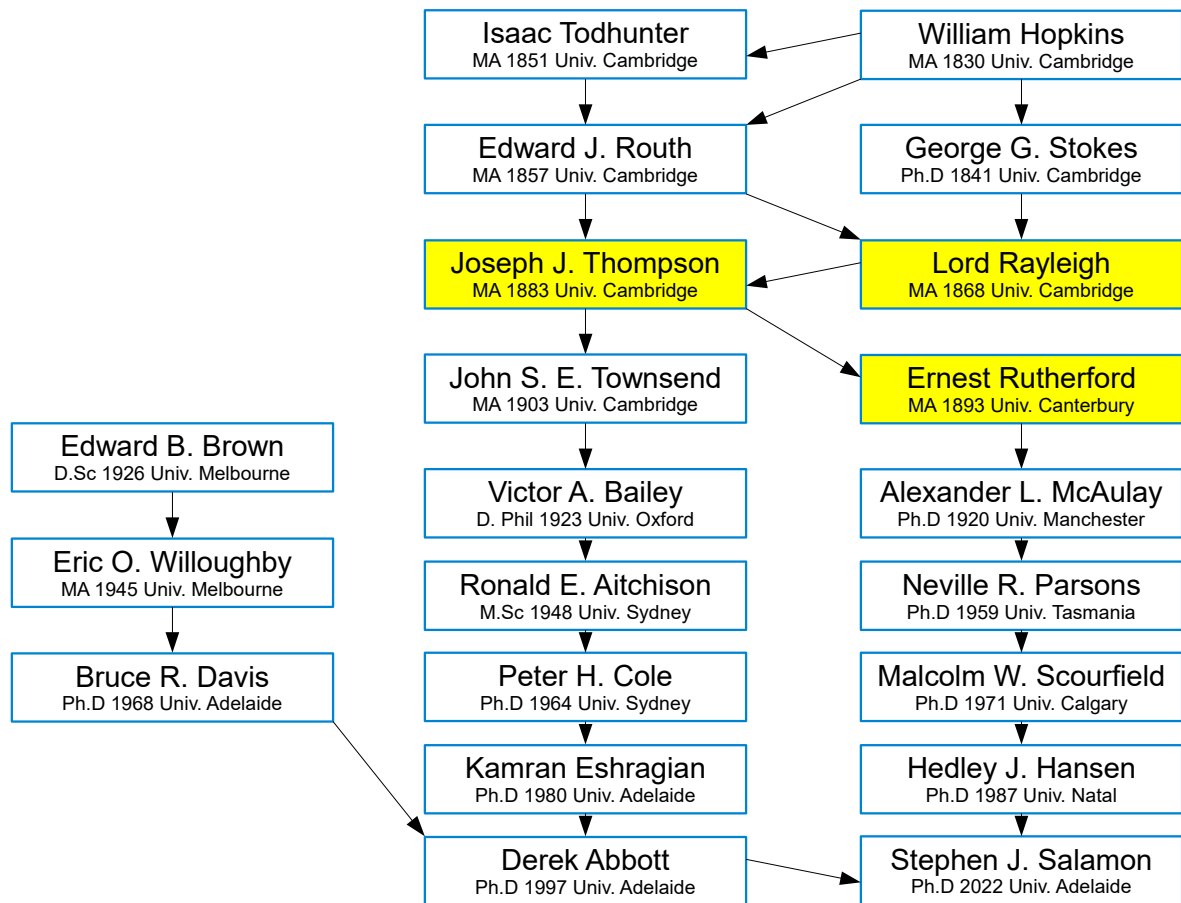 Isaac Todhunter
MA 1851 Univ. Cambridge
William Hopkins
MA 1830 Univ. Cambridge
Edward J. Routh
MA 1857 Univ. Cambridge
George G. Stokes
Ph.D 1841 Univ. Cambridge
Joseph J. Thompson
MA 1883 Univ. Cambridge
Lord Rayleigh
MA 1868 Univ. Cambridge
John S. E. Townsend
MA 1903 Univ. Cambridge
Ernest Rutherford
MA 1893 Univ. Canterbury
Edward B. Brown
D.Sc 1926 Univ. Melbourne
Victor A. Bailey
D. Phil 1923 Univ. Oxford
Alexander L. McAulay
Ph.D 1920 Univ. Manchester
Eric O. Willoughby
MA 1945 Univ. Melbourne
Ronald E. Aitchison
M.Sc 1948 Univ. Sydney
Neville R. Parsons
Ph.D 1959 Univ. Tasmania
Bruce R. Davis
Ph.D 1968 Univ. Adelaide
Peter H. Cole
Ph.D 1964 Univ. Sydney
Malcolm W. Scourfield
Ph.D 1971 Univ. Calgary
Kamran Eshragian
Ph.D 1980 Univ. Adelaide
Hedley J. Hansen
Ph.D 1987 Univ. Natal
Derek Abbott
Ph.D 1997 Univ. Adelaide
Stephen J. Salamon
Ph.D 2022 Univ. Adelaide